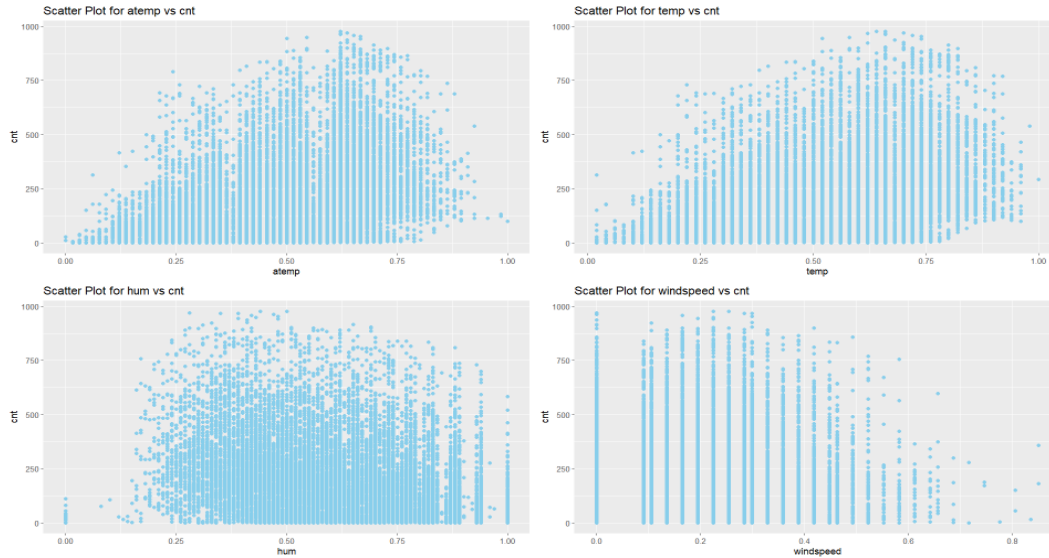 Scatter Plot for atemp vs cnt
1000
750
500
250
0
cnt
0.00 0.25 0.50 0.75 1.00
atemp
Scatter Plot for temp vs cnt
1000
750
500
250
0
cnt
0.00 0.25 0.50 0.75 1.00
temp
Scatter Plot for hum vs cnt
1000
750
500
250
0
cnt
0.00 0.25 0.50 0.75 1.00
hum
Scatter Plot for windspeed vs cnt
1000
750
500
250
0
cnt
0.0 0.2 0.4 0.6 0.8
windspeed